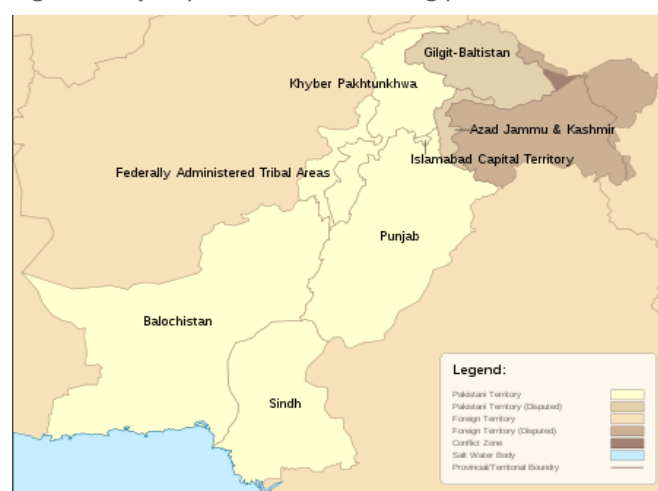 Gilgit-Baltistan
Khyber Pakhtunkhwa
Azad Jammu & Kashmir
Islamabad Capital Territory
Federally Administered Tribal Areas
Punjab
Balochistan
Sindh
Legend:
Pakistani Territory
Pakistani Territory (Disputed)
Foreign Territory
Foreign Territory (Disputed)
Conflict Zone
Salt Water Body
Provincial/Territorial Boundry